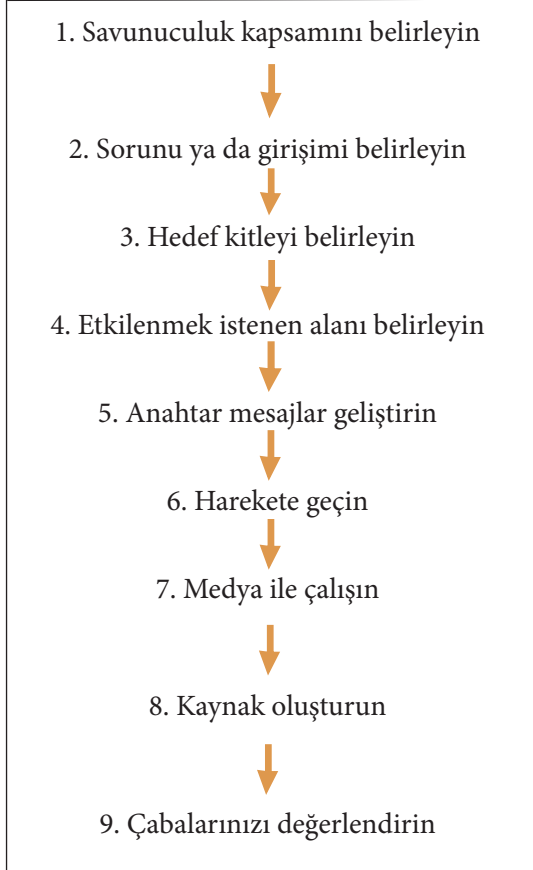 1. Savunuculuk kapsamını belirleyin
2. Sorunu ya da girişimi belirleyin
3. Hedef kitleyi belirleyin
4. Etkilenmek istenen alanı belirleyin
5. Anahtar mesajlar geliştirin
6. Harekete geçin
7. Medya ile çalışın
8. Kaynak oluşturun
9. Çabalarınızı değerlendirin